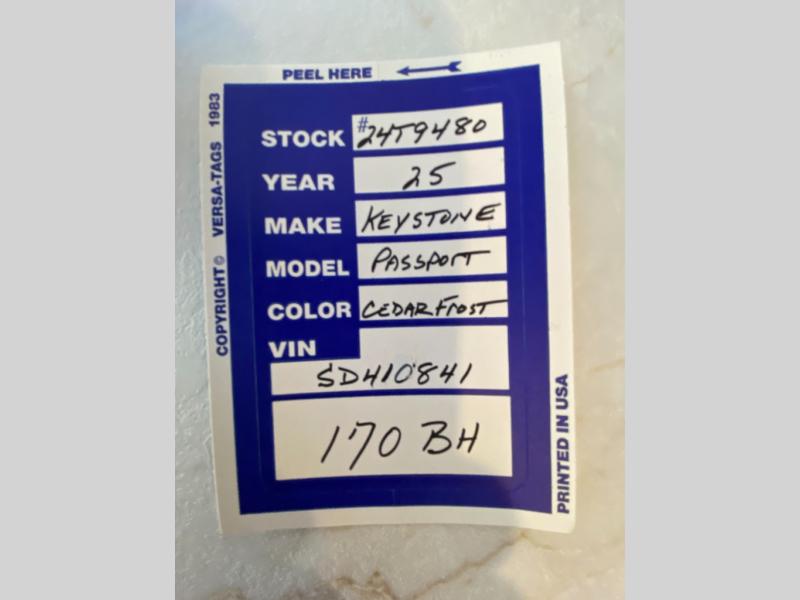 PEEL HERE
COPYRIGHT © VERSA-TAGS 1983
STOCK #24T9480
YEAR 25
MAKE KEYSTONE
MODEL PASSPORT
COLOR CEDAR FROST
VIN
SD410841
170 BH
PRINTED IN USA